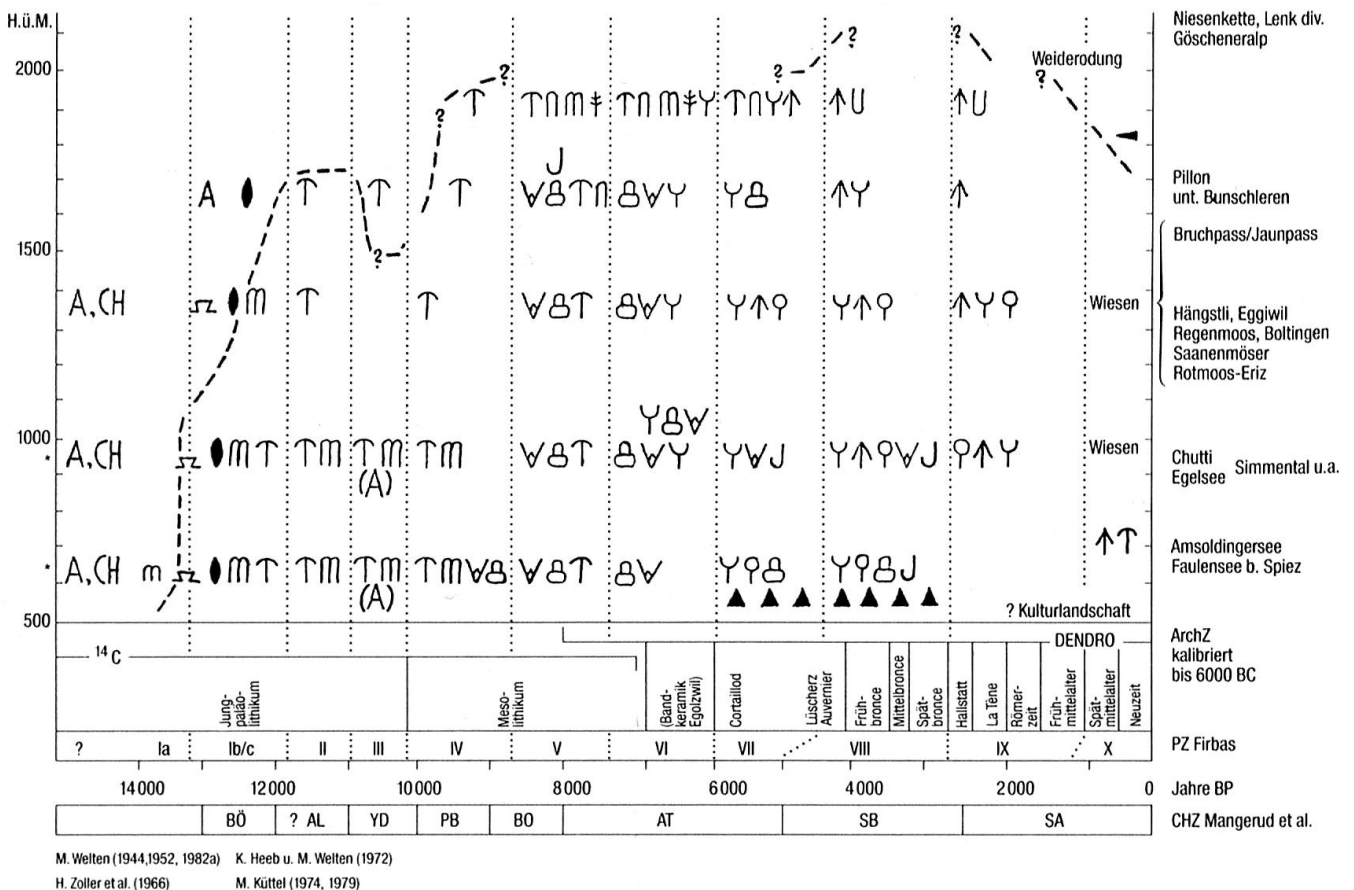 H.ü.M.
Niesenkette, Lenk div.
Göscheneralp
Weiderodung
2000
Pillon
unt. Bunschleren
A
J
1500
Bruchpass/Jaunpass
A,CH
Wiesen
Hängstli, Eggiwil
Regenmoos, Boltingen
Saanenmöser
Rotmoos-Eriz
1000
*
A,CH
(A)
J
J
Wiesen
Chutti
Egelsee
Simmental u.a.
*
A,CH
m
(A)
J
Amsoldingersee
Faulensee b. Spiez
? Kulturlandschaft
500
¹⁴C
DENDRO
ArchZ
kalibriert
bis 6000 BC
Jung-
paläo-
lithikum
Meso-
lithikum
(Band-
keramik
Egolzwil)
Cortaillod
Lüscherz
Auvernier
Früh-
bronce
Mittelbronce
Spät-
bronce
Hallstatt
La Tène
Römer-
zeit
Früh-
mittelalter
Spät-
mittelalter
Neuzeit
? Ia Ib/c II III IV V VI VII VIII IX X PZ Firbas
14000 12000 10000 8000 6000 4000 2000 0 Jahre BP
BÖ ? AL YD PB BO AT SB SA CHZ Mangerud et al.
M. Welten (1944,1952, 1982a) K. Heeb u. M. Welten (1972)
H. Zoller et al. (1966) M. Küttel (1974, 1979)